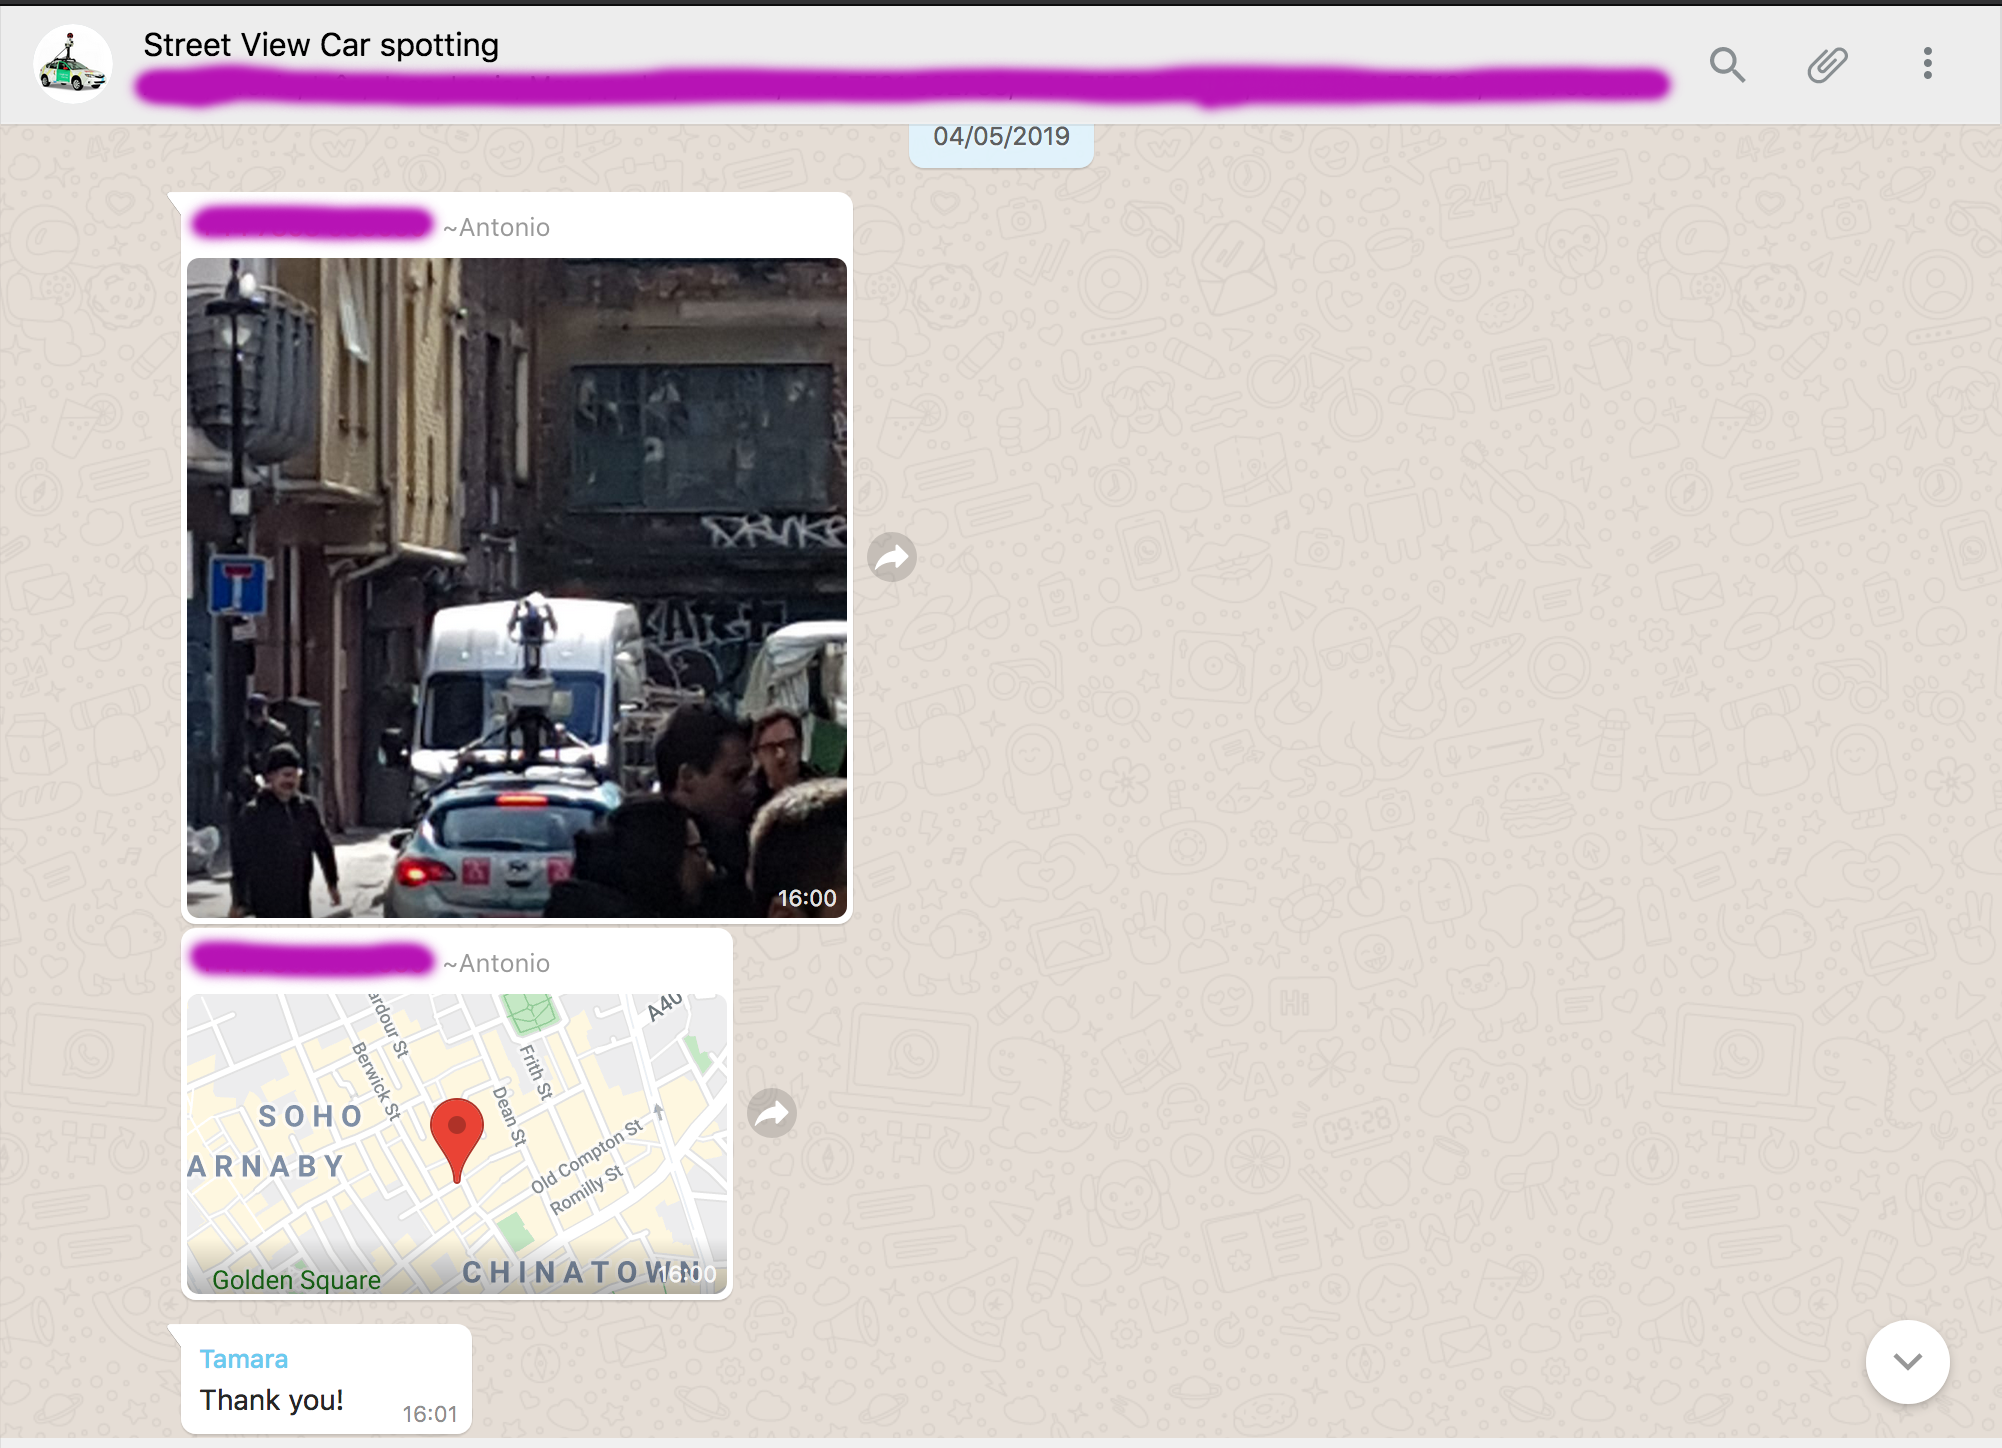 Street View Car spotting
04/05/2019
~Antonio
16:00
~Antonio
ardour St
A40
Berwick St
Frith St
Dean St
SOHO
ARNABY
Old Compton St
Romilly St
CHINATOWN
Golden Square
16:00
Tamara
Thank you!
16:01